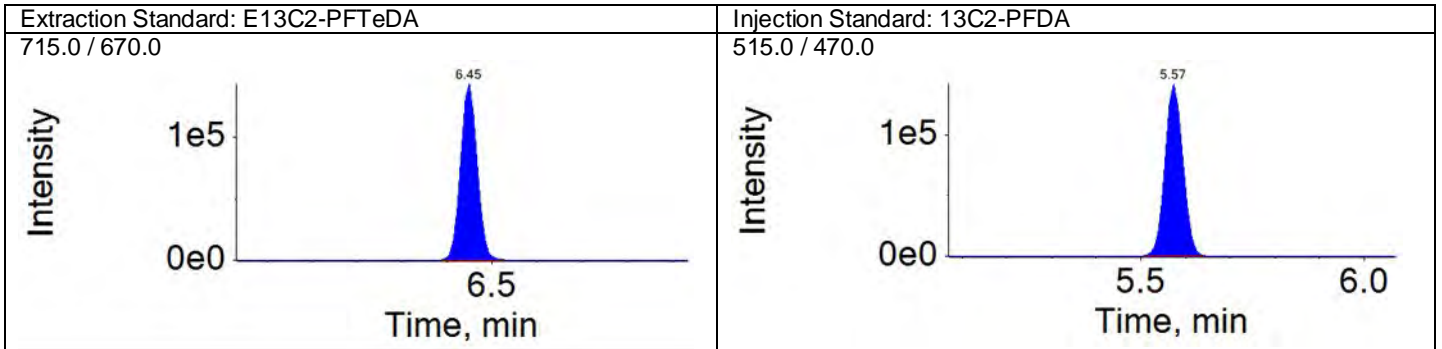 Extraction Standard: E13C2-PFTeDA
715.0 / 670.0
6.45
Intensity
1e5
0e0
6.5
Time, min
Injection Standard: 13C2-PFDA
515.0 / 470.0
5.57
Intensity
1e5
0e0
5.5 6.0
Time, min